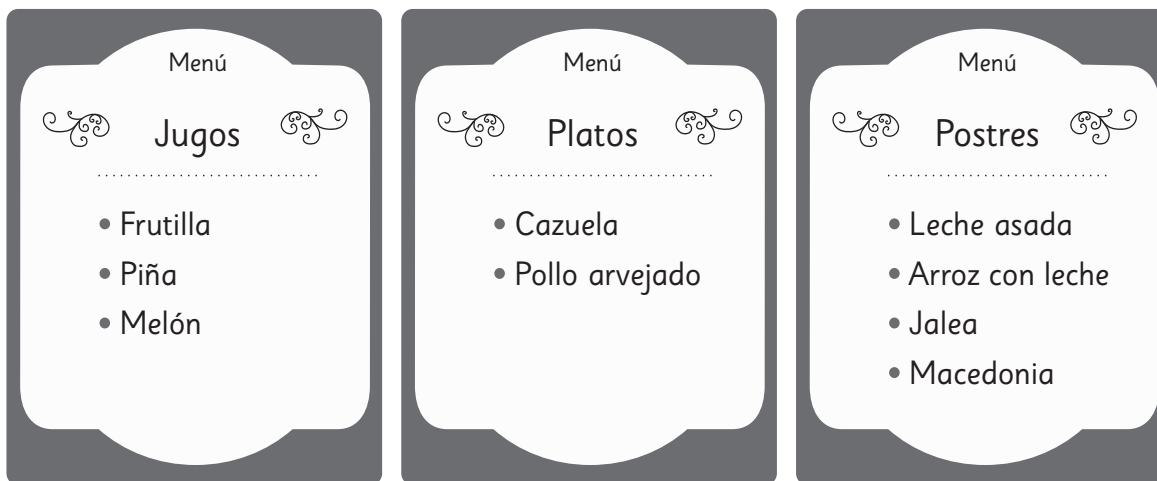 Menú
Jugos
• Frutilla
• Piña
• Melón
Menú
Platos
• Cazuela
• Pollo arvejado
Menú
Postres
• Leche asada
• Arroz con leche
• Jalea
• Macedonia